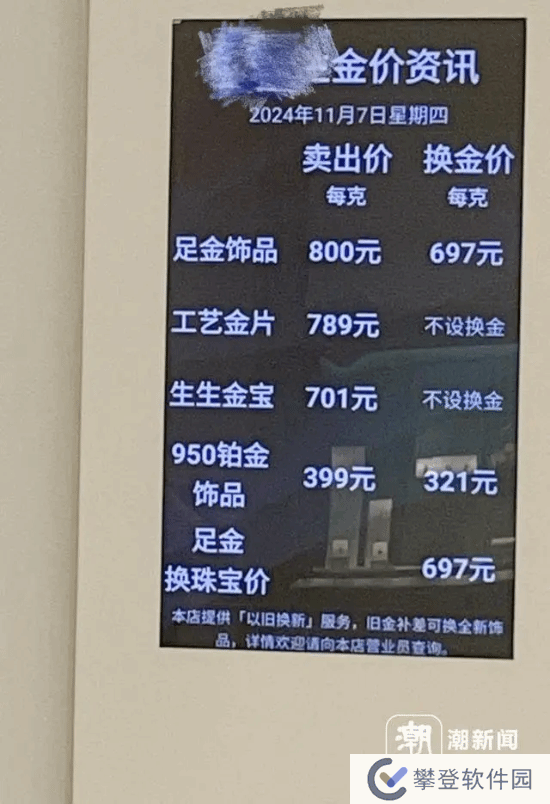 金价资讯
2024年11月7日星期四
卖出价 换金价
每克 每克
足金饰品 800元 697元
工艺金片 789元 不设换金
生生金宝 701元 不设换金
950铂金
饰品 399元 321元
足金
换珠宝价 697元
本店提供「以旧换新」服务，旧金补差可换全新饰
品，详情欢迎请向本店营业员查询。
潮 潮新闻
攀登软件园